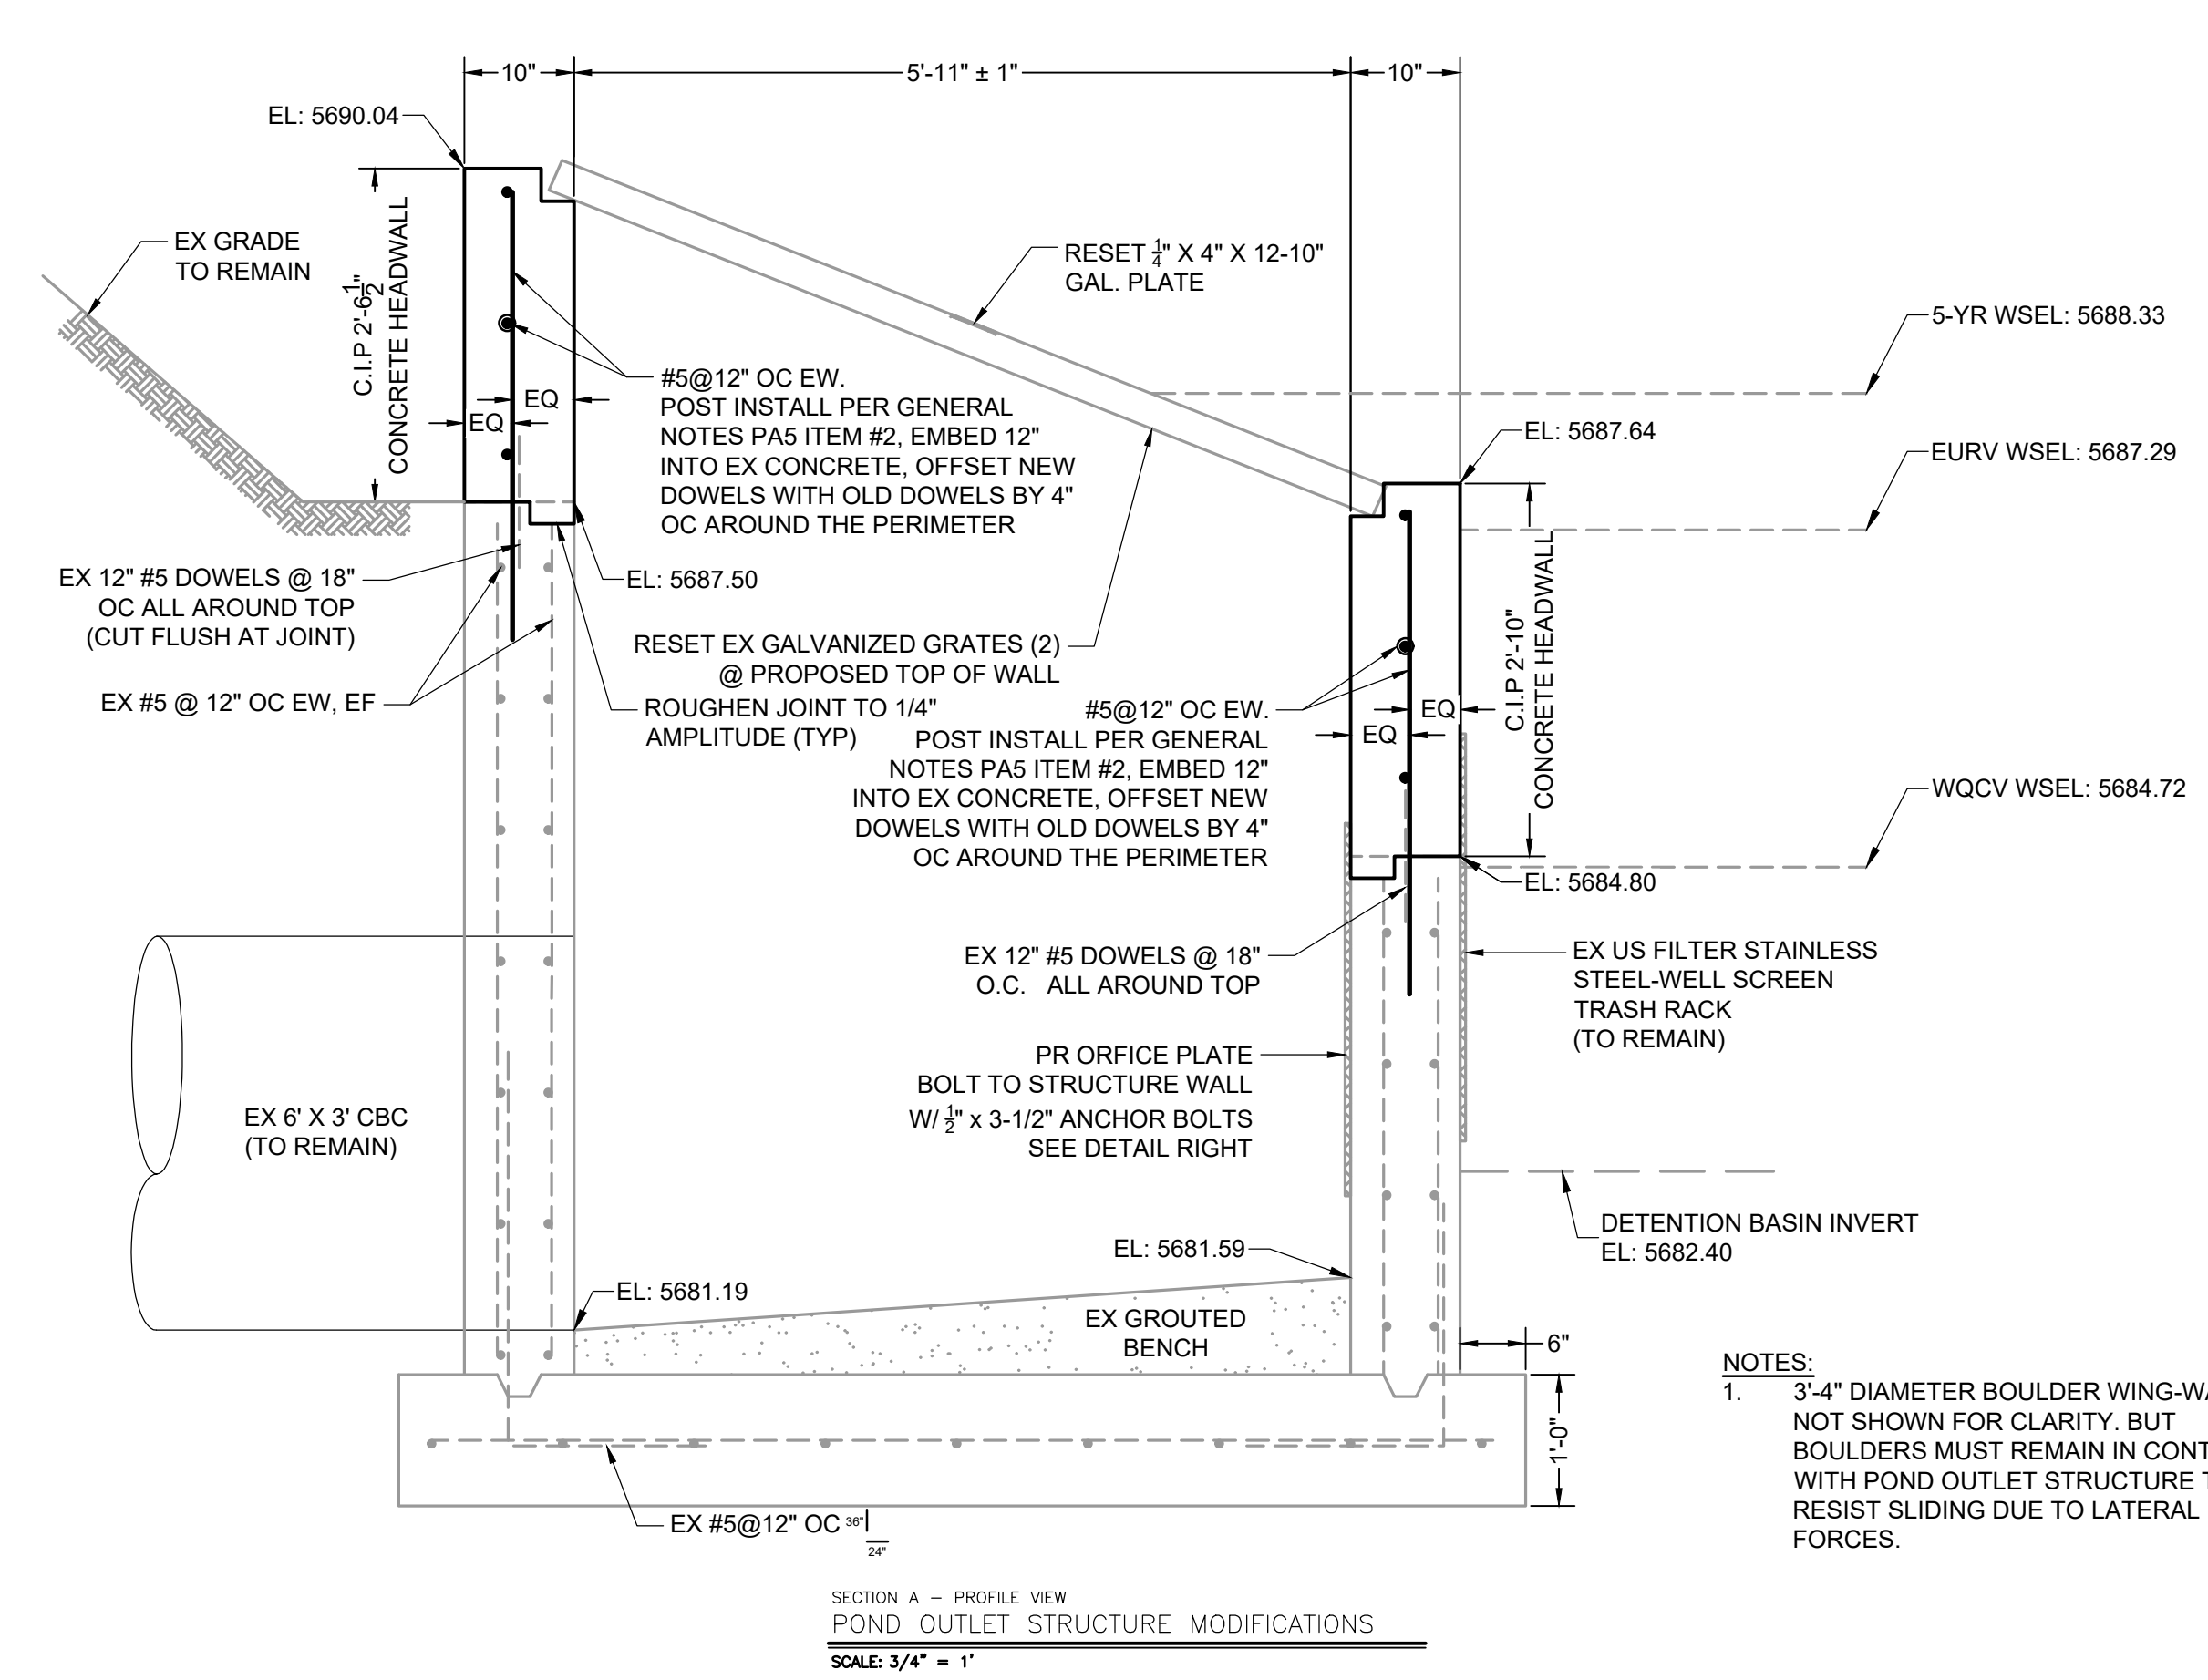 10"
5'-11" ± 1"
10"
EL: 5690.04
EX GRADE
TO REMAIN
C.I.P 2'-6 1/2"
CONCRETE HEADWALL
RESET 1/4" X 4" X 12-10"
GAL. PLATE
5-YR WSEL: 5688.33
#5@12" OC EW.
POST INSTALL PER GENERAL
NOTES PA5 ITEM #2, EMBED 12"
INTO EX CONCRETE, OFFSET NEW
DOWELS WITH OLD DOWELS BY 4"
OC AROUND THE PERIMETER
EQ
EQ
EL: 5687.64
EURV WSEL: 5687.29
EX 12" #5 DOWELS @ 18"
OC ALL AROUND TOP
(CUT FLUSH AT JOINT)
EL: 5687.50
RESET EX GALVANIZED GRATES (2)
@ PROPOSED TOP OF WALL
EX #5 @ 12" OC EW, EF
ROUGHEN JOINT TO 1/4"
AMPLITUDE (TYP)
#5@12" OC EW.
POST INSTALL PER GENERAL
NOTES PA5 ITEM #2, EMBED 12"
INTO EX CONCRETE, OFFSET NEW
DOWELS WITH OLD DOWELS BY 4"
OC AROUND THE PERIMETER
EQ
EQ
C.I.P 2'-10"
CONCRETE HEADWALL
WQCV WSEL: 5684.72
EL: 5684.80
EX 12" #5 DOWELS @ 18"
O.C. ALL AROUND TOP
EX US FILTER STAINLESS
STEEL-WELL SCREEN
TRASH RACK
(TO REMAIN)
PR ORFICE PLATE
BOLT TO STRUCTURE WALL
W/ 1/2" x 3-1/2" ANCHOR BOLTS
SEE DETAIL RIGHT
EX 6' X 3' CBC
(TO REMAIN)
DETENTION BASIN INVERT
EL: 5682.40
EL: 5681.59
EL: 5681.19
EX GROUTED
BENCH
6"
1'-0"
NOTES:
1. 3'-4" DIAMETER BOULDER
NOT SHOWN FOR CLARITY. BUT
BOULDERS MUST REMAIN IN
WITH POND OUTLET STRUCTURE
RESIST SLIDING DUE TO LATERAL
FORCES.
EX #5@12" OC 36"
24"
SECTION A – PROFILE VIEW
POND OUTLET STRUCTURE MODIFICATIONS
SCALE: 3/4" = 1'